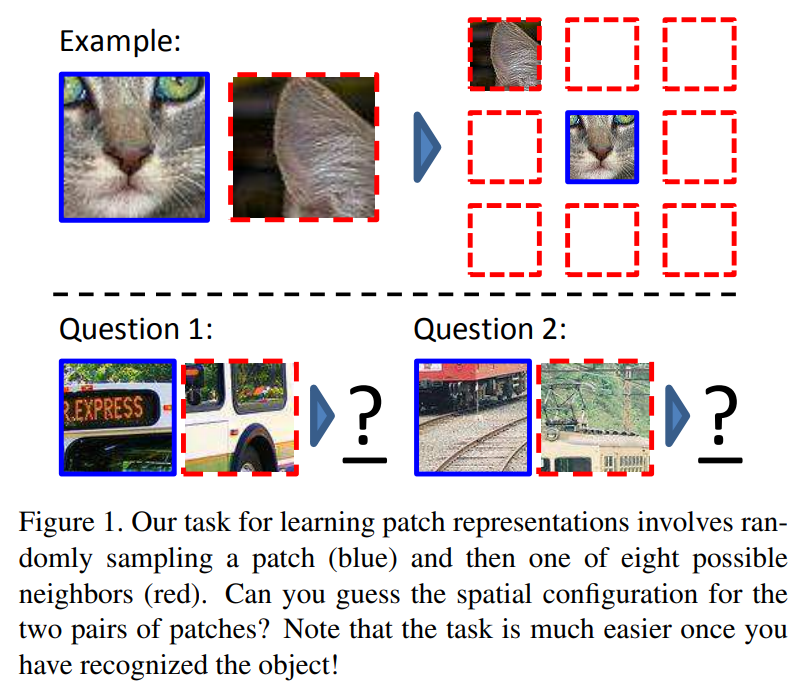 Example:
Question 1:
Question 2:
R EXPRESS
?
?
Figure 1. Our task for learning patch representations involves ran-
domly sampling a patch (blue) and then one of eight possible
neighbors (red). Can you guess the spatial configuration for the
two pairs of patches? Note that the task is much easier once you
have recognized the object!